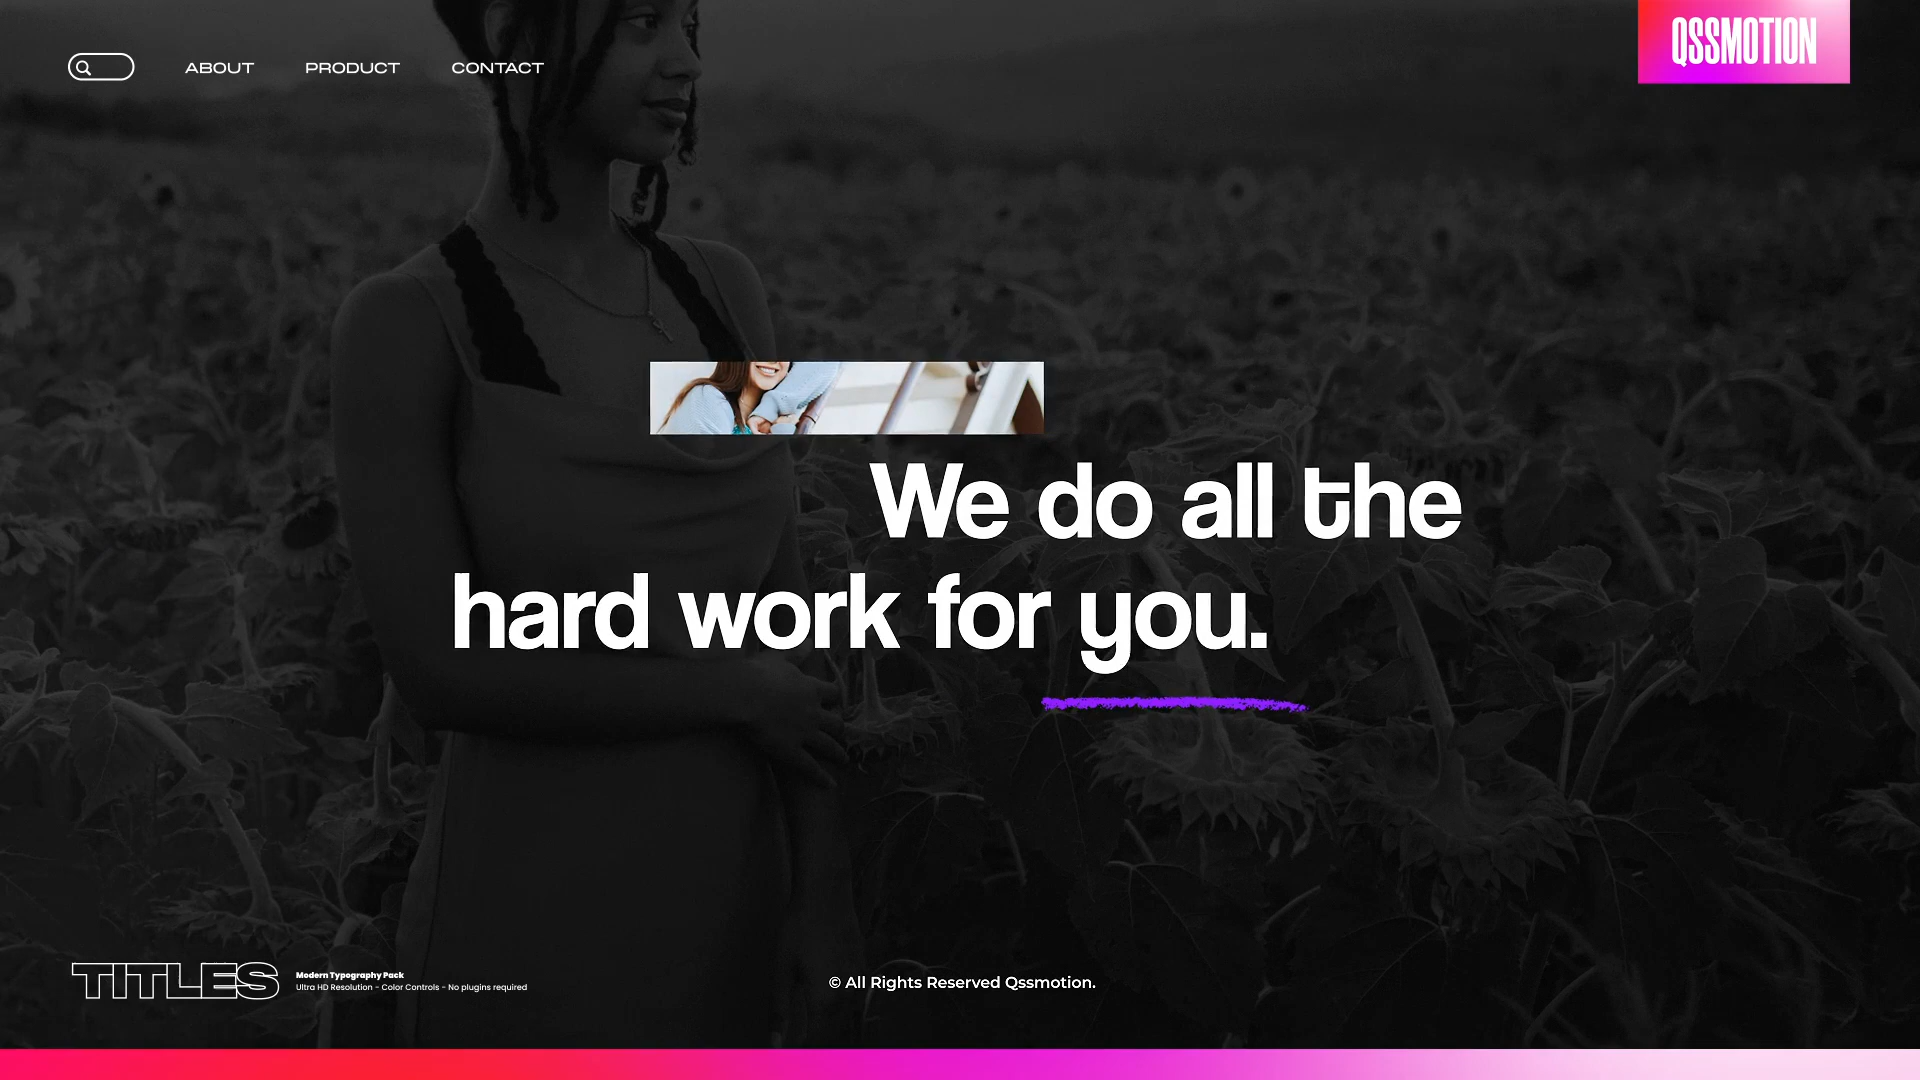 ABOUT PRODUCT CONTACT
QSSMOTION
We do all the
hard work for you.
TITLES
Modern Typography Pack
Ultra HD Resolution - Color Controls - No plugins required
© All Rights Reserved Qssmotion.